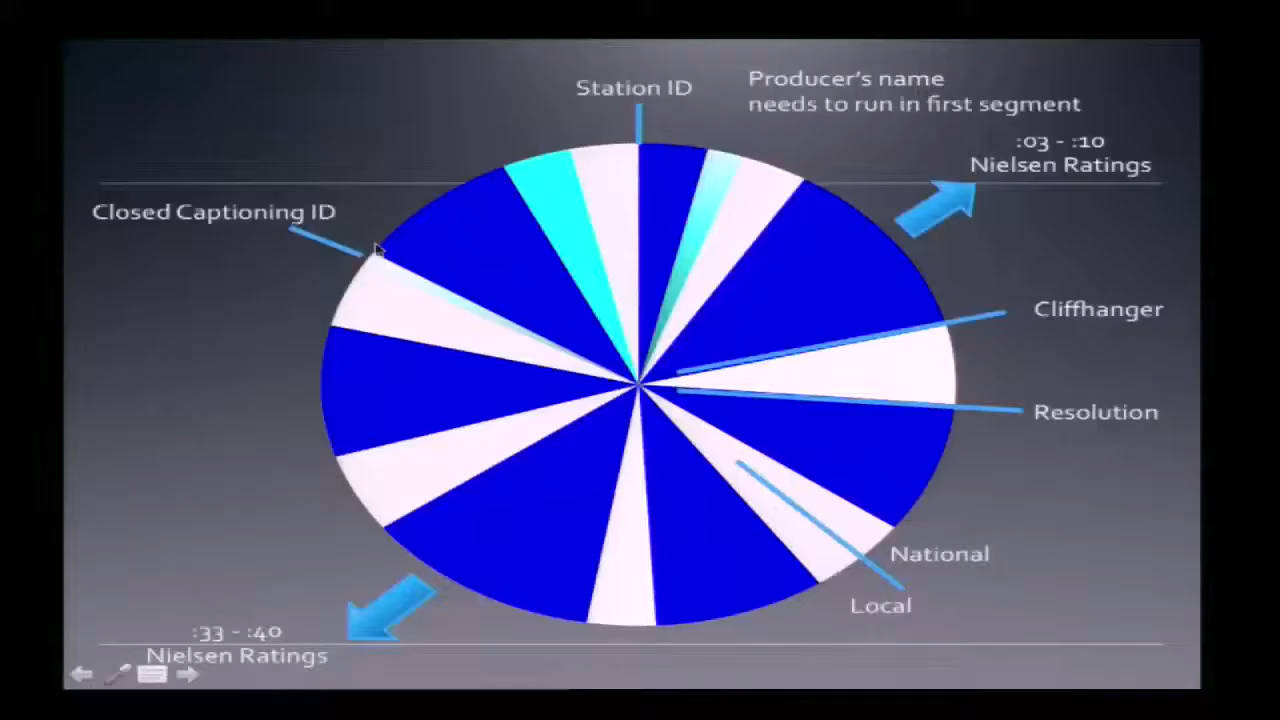 Station ID
Producer's name
needs to run in first segment
:03 - :10
Nielsen Ratings
Closed Captioning ID
Cliffhanger
Resolution
National
Local
:33 - :40
Nielsen Ratings